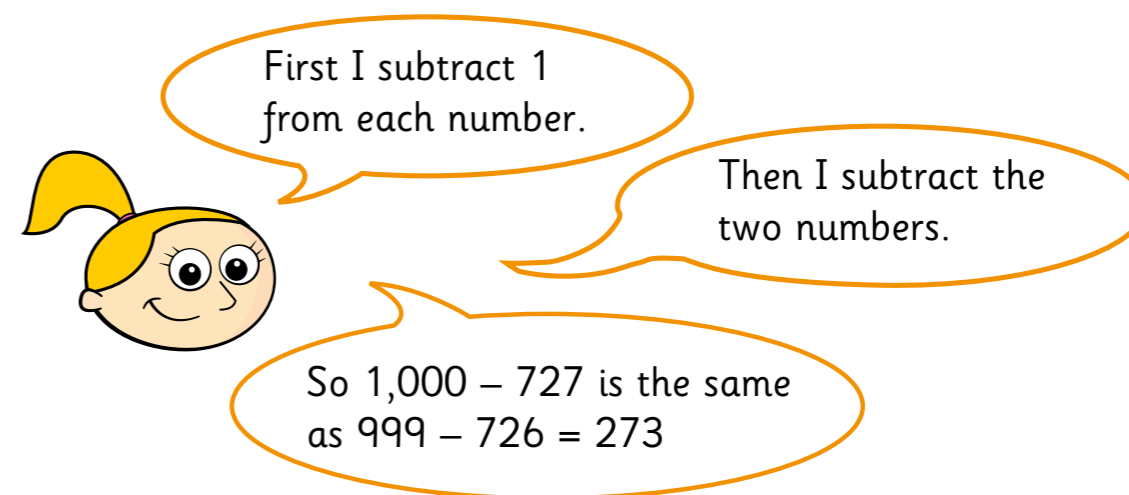 First I subtract 1
from each number.
Then I subtract the
two numbers.
So 1,000 – 727 is the same
as 999 – 726 = 273